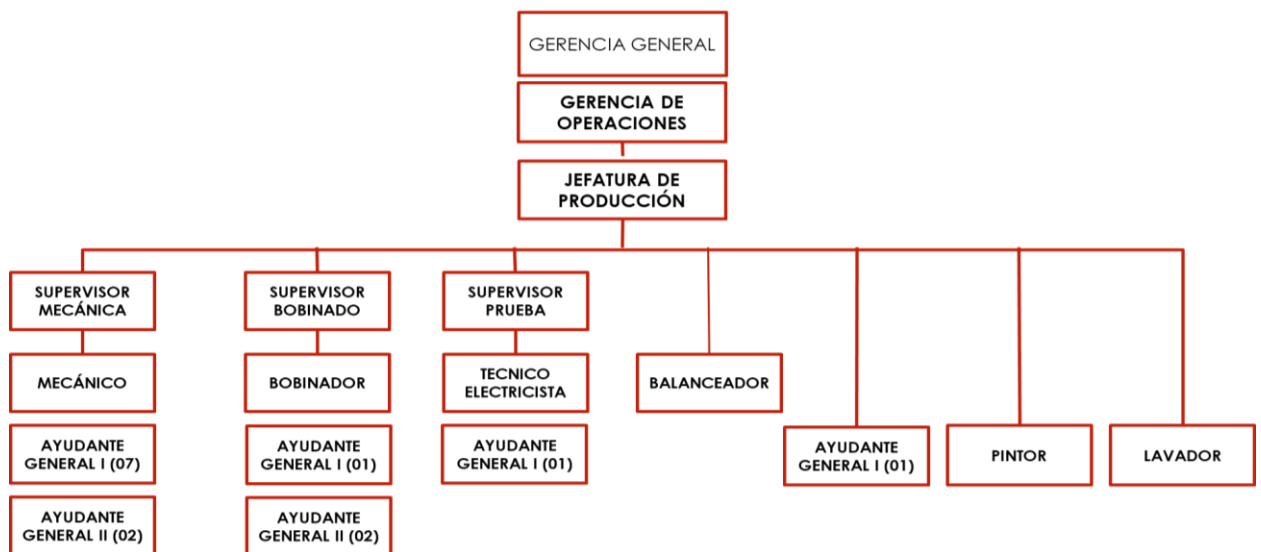 GERENCIA GENERAL
GERENCIA DE
OPERACIONES
JEFATURA DE
PRODUCCIÓN
SUPERVISOR
MECÁNICA
SUPERVISOR
BOBINADO
SUPERVISOR
PRUEBA
MECÁNICO
BOBINADOR
TECNICO
ELECTRICISTA
BALANCEADOR
AYUDANTE
GENERAL I (07)
AYUDANTE
GENERAL I (01)
AYUDANTE
GENERAL I (01)
AYUDANTE
GENERAL I (01)
PINTOR
LAVADOR
AYUDANTE
GENERAL II (02)
AYUDANTE
GENERAL II (02)